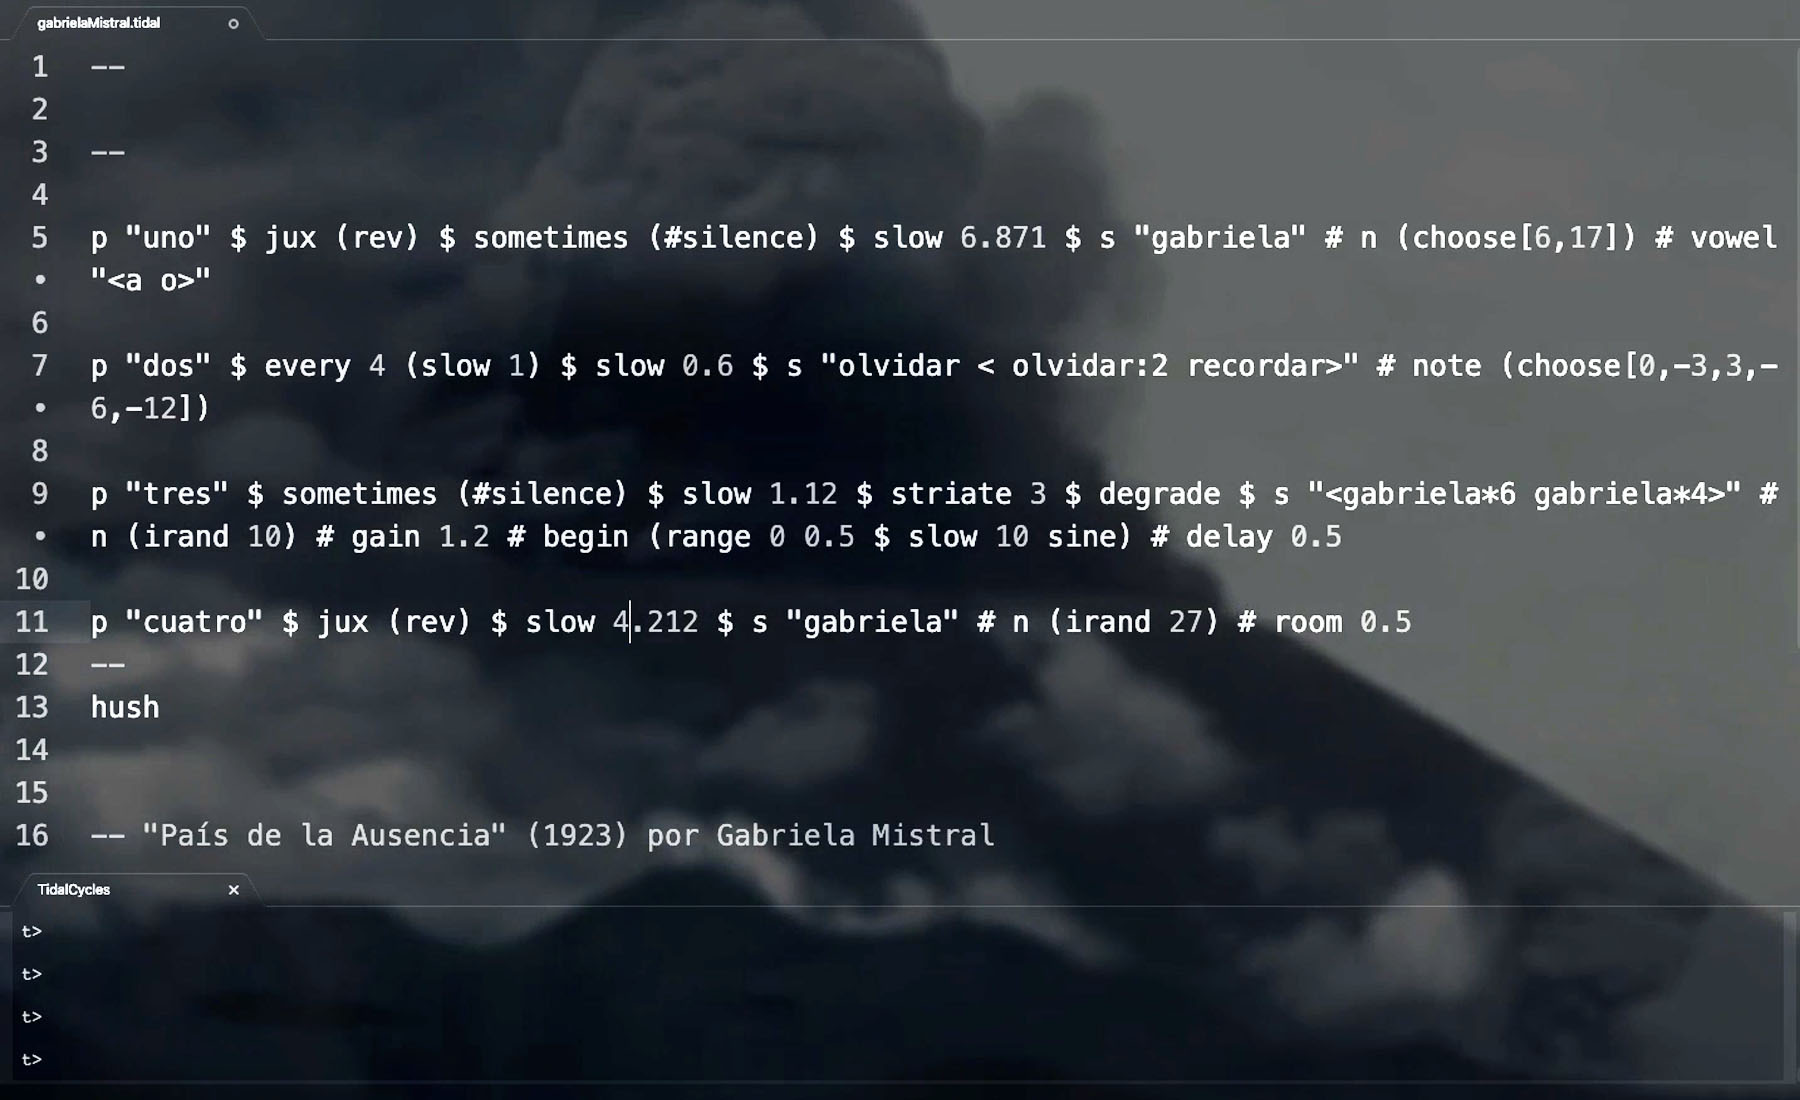 gabrielaMistral.tidal
1 --
2
3 --
4
5 p "uno" $ jux (rev) $ sometimes (#silence) $ slow 6.871 $ s "gabriela" # n (choose[6,17]) # vowel
• "<a o>"
6
7 p "dos" $ every 4 (slow 1) $ slow 0.6 $ s "olvidar < olvidar:2 recordar>" # note (choose[0,-3,3,-
• 6,-12])
8
9 p "tres" $ sometimes (#silence) $ slow 1.12 $ striate 3 $ degrade $ s "<gabriela*6 gabriela*4>" #
• n (irand 10) # gain 1.2 # begin (range 0 0.5 $ slow 10 sine) # delay 0.5
10
11 p "cuatro" $ jux (rev) $ slow 4.212 $ s "gabriela" # n (irand 27) # room 0.5
12 --
13 hush
14
15
16 -- "País de la Ausencia" (1923) por Gabriela Mistral
TidalCycles
t>
t>
t>
t>